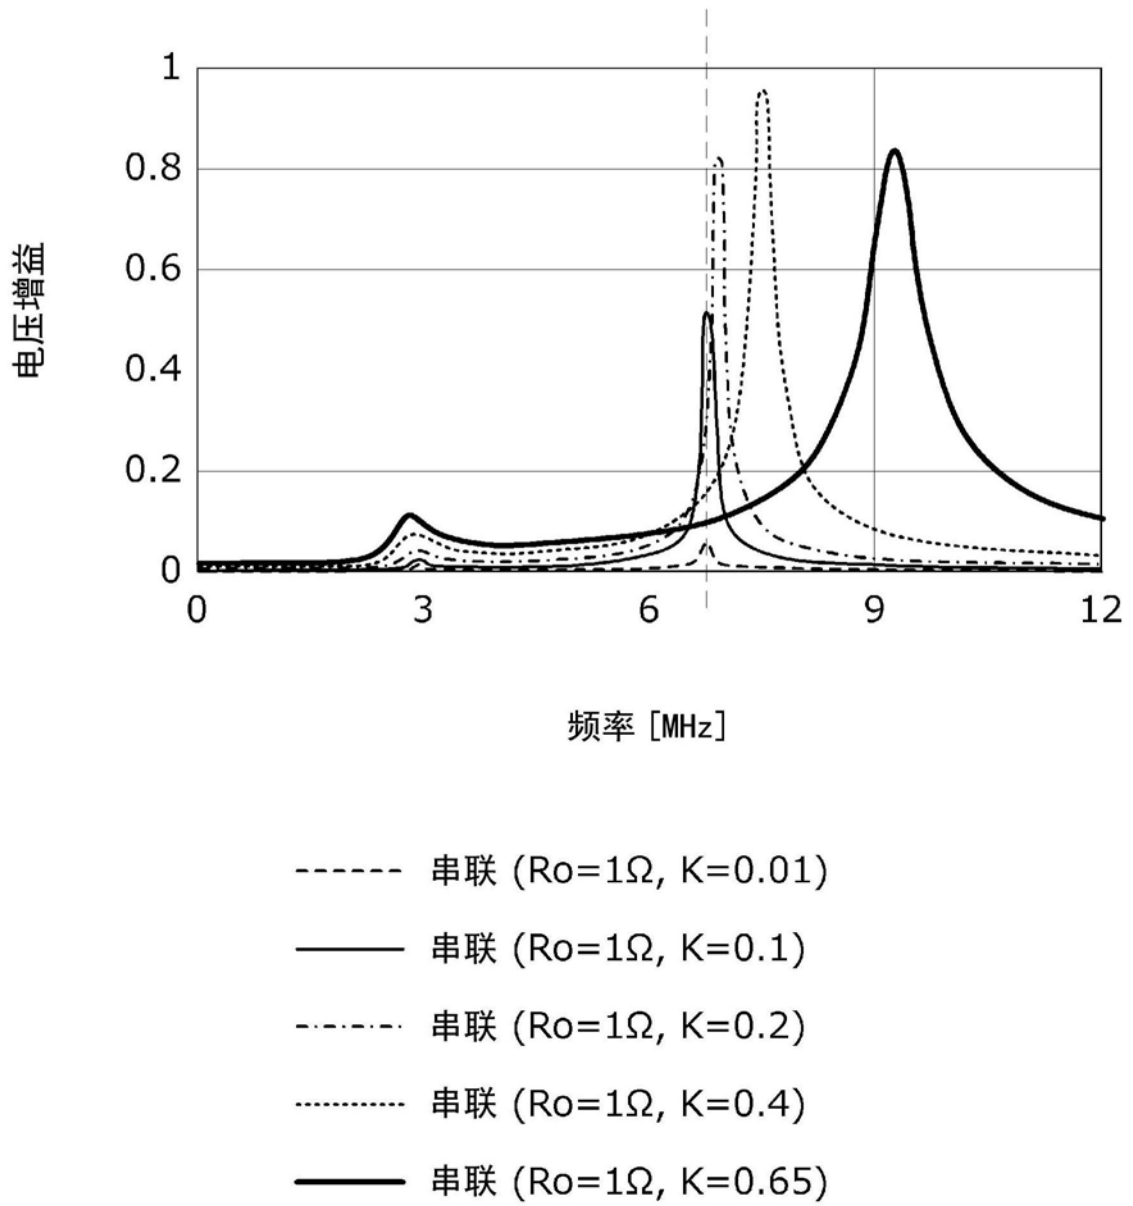 1
0.8
0.6
0.4
0.2
0
电压增益
0 3 6 9 12
频率 [MHz]
串联 (Ro=1Ω, K=0.01)
串联 (Ro=1Ω, K=0.1)
串联 (Ro=1Ω, K=0.2)
串联 (Ro=1Ω, K=0.4)
串联 (Ro=1Ω, K=0.65)